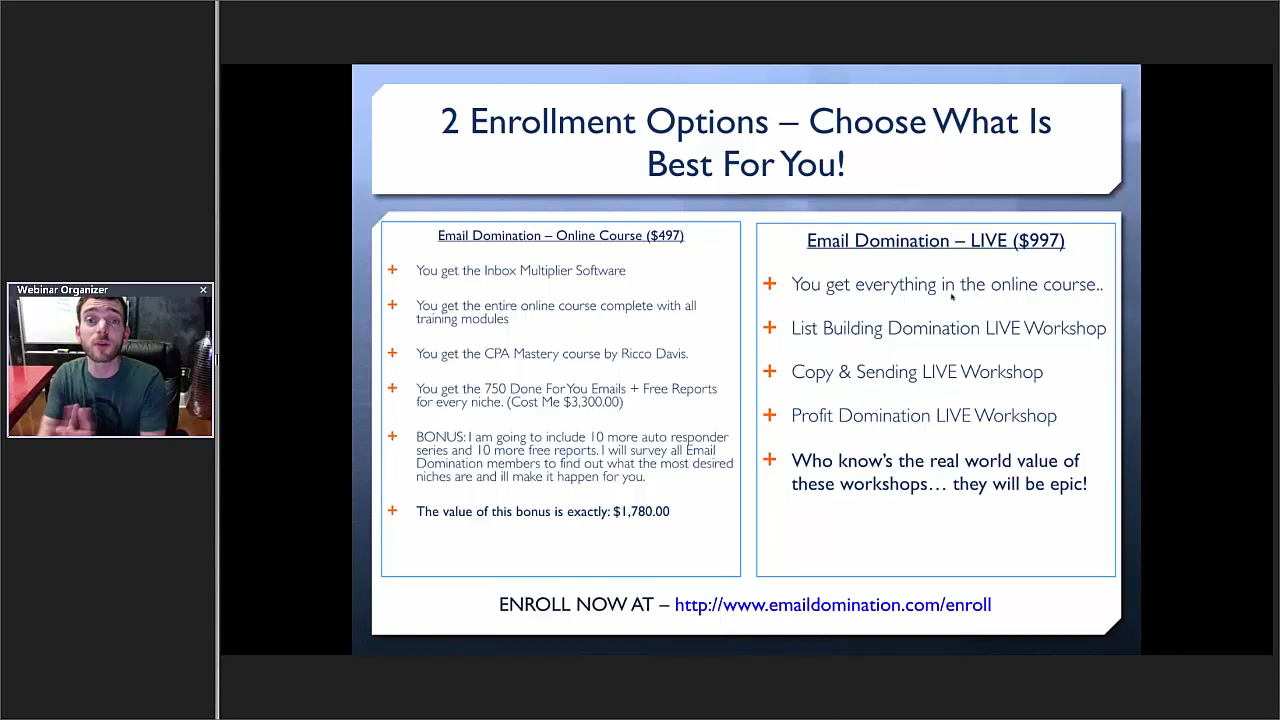 Webinar Organizer
2 Enrollment Options – Choose What Is
Best For You!
Email Domination – Online Course ($497)
+ You get the Inbox Multiplier Software
+ You get the entire online course complete with all
training modules
+ You get the CPA Mastery course by Ricco Davis.
+ You get the 750 Done For You Emails + Free Reports
for every niche. (Cost Me $3,300.00)
+ BONUS: I am going to include 10 more auto responder
series and 10 more free reports. I will survey all Email
Domination members to find out what the most desired
niches are and ill make it happen for you.
+ The value of this bonus is exactly: $1,780.00
Email Domination – LIVE ($997)
+ You get everything in the online course..
+ List Building Domination LIVE Workshop
+ Copy & Sending LIVE Workshop
+ Profit Domination LIVE Workshop
+ Who know's the real world value of
these workshops… they will be epic!
ENROLL NOW AT – http://www.emaildomination.com/enroll